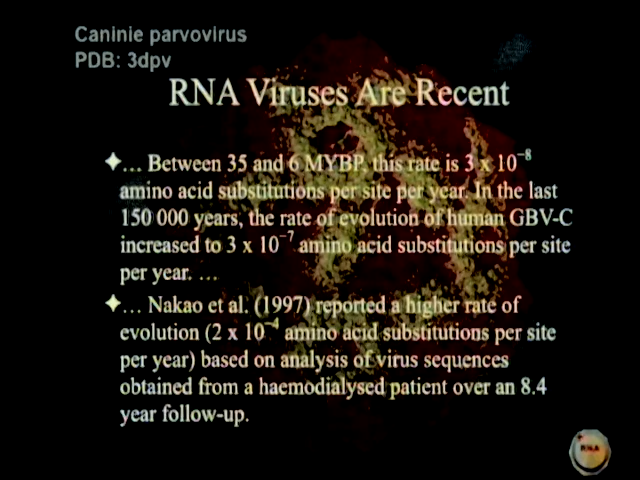 Caninie parvovirus
PDB: 3dpv
RNA Viruses Are Recent
✦… Between 35 and 6 MYBP, this rate is 3 x 10⁻⁸
amino acid substitutions per site per year. In the last
150 000 years, the rate of evolution of human GBV-C
increased to 3 x 10⁻⁷ amino acid substitutions per site
per year. …
✦… Nakao et al. (1997) reported a higher rate of
evolution (2 x 10⁻⁴ amino acid substitutions per site
per year) based on analysis of virus sequences
obtained from a haemodialysed patient over an 8.4
year follow-up.
RNA